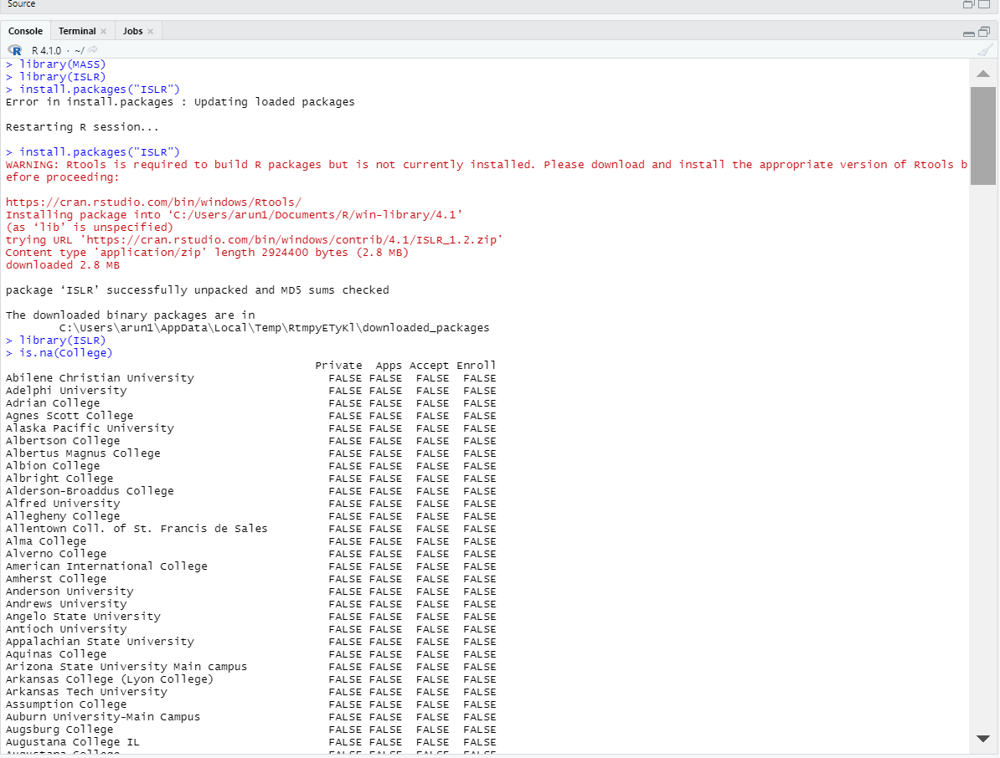 Source
Console Terminal Jobs
R 4.1.0 · ~/
> library(MASS)
> library(ISLR)
> install.packages("ISLR")
Error in install.packages : Updating loaded packages
Restarting R session...
> install.packages("ISLR")
WARNING: Rtools is required to build R packages but is not currently installed. Please download and install the appropriate version of Rtools b
efore proceeding:
https://cran.rstudio.com/bin/windows/Rtools/
Installing package into ‘C:/Users/arun1/Documents/R/win-library/4.1’
(as ‘lib’ is unspecified)
trying URL 'https://cran.rstudio.com/bin/windows/contrib/4.1/ISLR_1.2.zip'
Content type 'application/zip' length 2924400 bytes (2.8 MB)
downloaded 2.8 MB
package ‘ISLR’ successfully unpacked and MD5 sums checked
The downloaded binary packages are in
C:\Users\arun1\AppData\Local\Temp\RtmpyETyKl\downloaded_packages
> library(ISLR)
> is.na(College)
Private Apps Accept Enroll
Abilene Christian University FALSE FALSE FALSE FALSE
Adelphi University FALSE FALSE FALSE FALSE
Adrian College FALSE FALSE FALSE FALSE
Agnes Scott College FALSE FALSE FALSE FALSE
Alaska Pacific University FALSE FALSE FALSE FALSE
Albertson College FALSE FALSE FALSE FALSE
Albertus Magnus College FALSE FALSE FALSE FALSE
Albion College FALSE FALSE FALSE FALSE
Albright College FALSE FALSE FALSE FALSE
Alderson-Broaddus College FALSE FALSE FALSE FALSE
Alfred University FALSE FALSE FALSE FALSE
Allegheny College FALSE FALSE FALSE FALSE
Allentown Coll. of St. Francis de Sales FALSE FALSE FALSE FALSE
Alma College FALSE FALSE FALSE FALSE
Alverno College FALSE FALSE FALSE FALSE
American International College FALSE FALSE FALSE FALSE
Amherst College FALSE FALSE FALSE FALSE
Anderson University FALSE FALSE FALSE FALSE
Andrews University FALSE FALSE FALSE FALSE
Angelo State University FALSE FALSE FALSE FALSE
Antioch University FALSE FALSE FALSE FALSE
Appalachian State University FALSE FALSE FALSE FALSE
Aquinas College FALSE FALSE FALSE FALSE
Arizona State University Main campus FALSE FALSE FALSE FALSE
Arkansas College (Lyon College) FALSE FALSE FALSE FALSE
Arkansas Tech University FALSE FALSE FALSE FALSE
Assumption College FALSE FALSE FALSE FALSE
Auburn University-Main Campus FALSE FALSE FALSE FALSE
Augsburg College FALSE FALSE FALSE FALSE
Augustana College IL FALSE FALSE FALSE FALSE
Augustana College FALSE FALSE FALSE FALSE